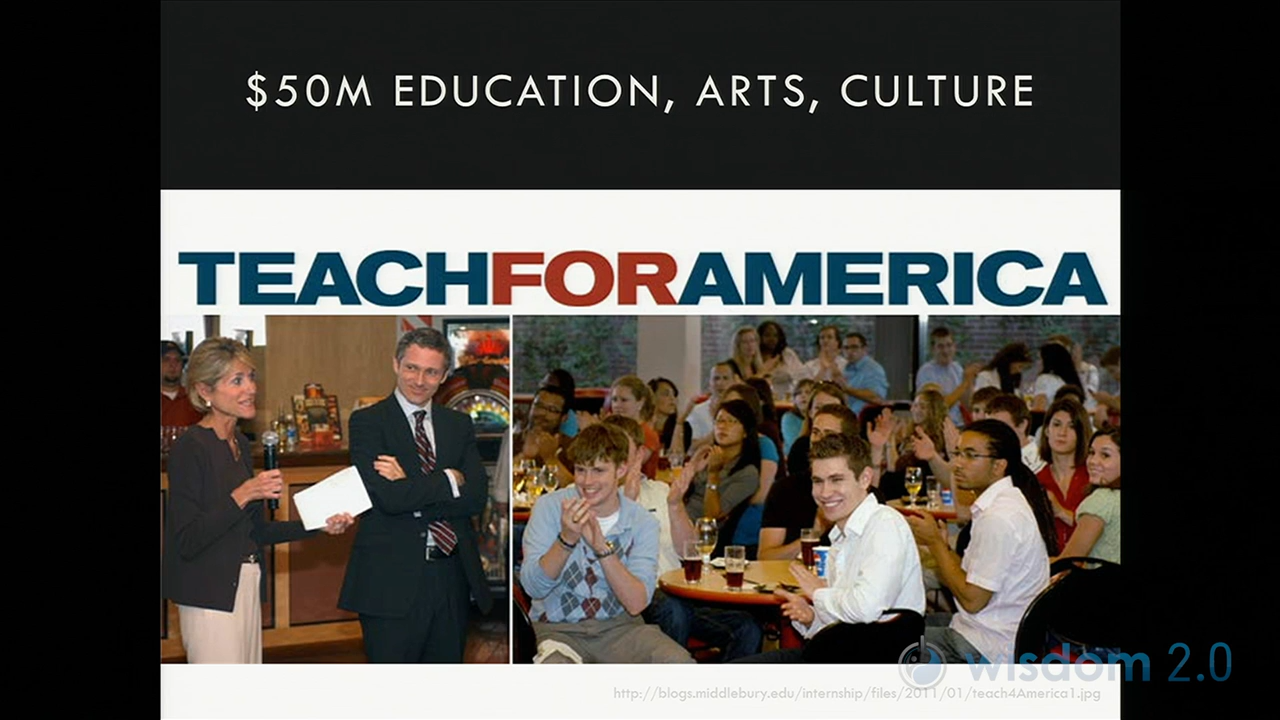 $50M EDUCATION, ARTS, CULTURE
TEACHFORAMERICA
wisdom 2.0
http://blogs.middlebury.edu/internship/files/2011/01/teach4America1.jpg